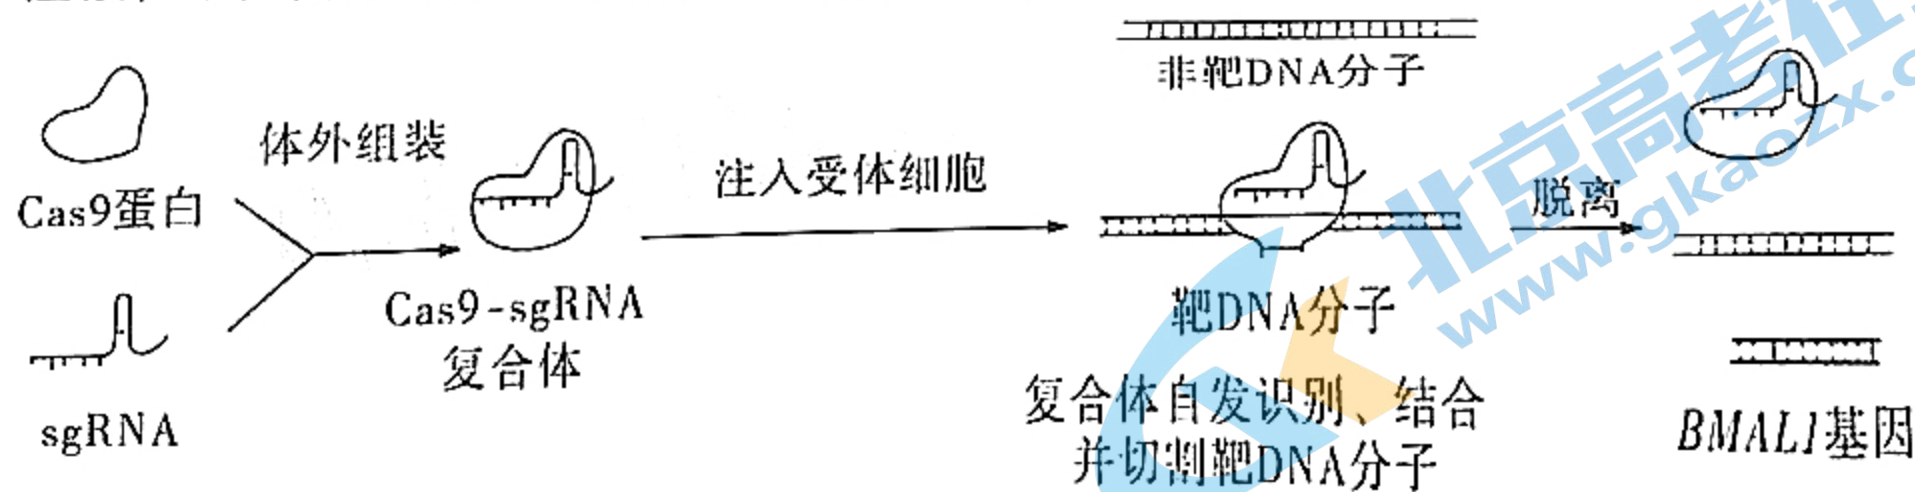 非靶DNA分子
体外组装
注入受体细胞
脱离
Cas9蛋白
Cas9-sgRNA
复合体
sgRNA
靶DNA分子
复合体自发识别、结合
并切割靶DNA分子
BMAL1基因
北京高考在
www.gkaozx.c